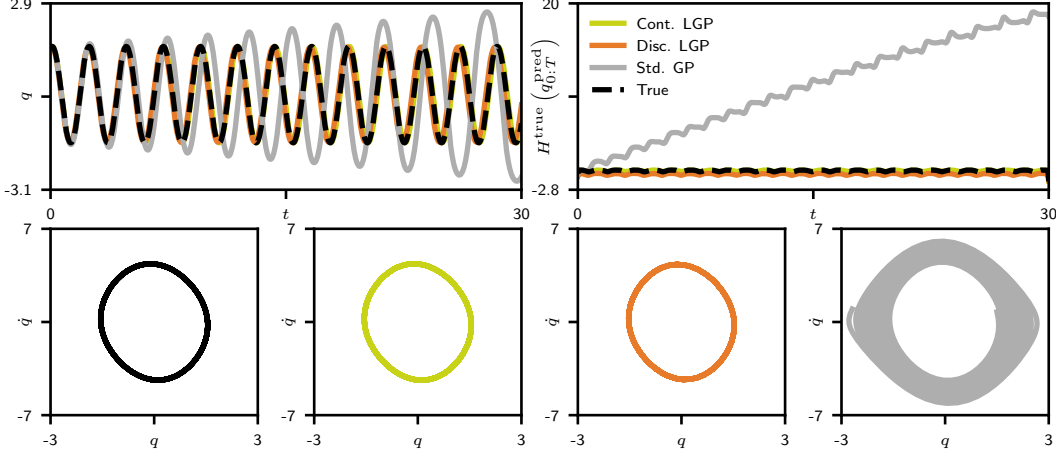 2.9
q
-3.1
0
t
30
20
H^true (q^pred_0:T)
-2.8
0
t
30
Cont. LGP
Disc. LGP
Std. GP
True
7
q̇
-7
-3
q
3
7
q̇
-7
-3
q
3
7
q̇
-7
-3
q
3
7
q̇
-7
-3
q
3